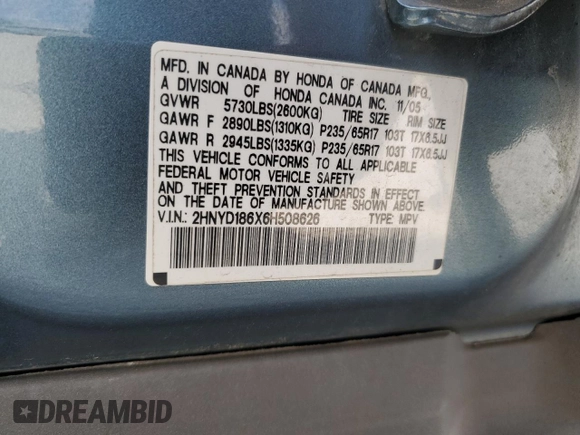 MFD. IN CANADA BY HONDA OF CANADA MFG.,
A DIVISION OF HONDA CANADA INC. 11/05
GVWR 5730LBS(2600KG) TIRE SIZE RIM SIZE
GAWR F 2890LBS(1310KG) P235/65R17 103T 17X6.5JJ
GAWR R 2945LBS(1335KG) P235/65R17 103T 17X6.5JJ
THIS VEHICLE CONFORMS TO ALL APPLICABLE
FEDERAL MOTOR VEHICLE SAFETY
AND THEFT PREVENTION STANDARDS IN EFFECT
ON THE DATE OF MANUFACTURE SHOWN ABOVE.
V.I.N.: 2HNYD186X6H508626 TYPE: MPV
DREAMBID